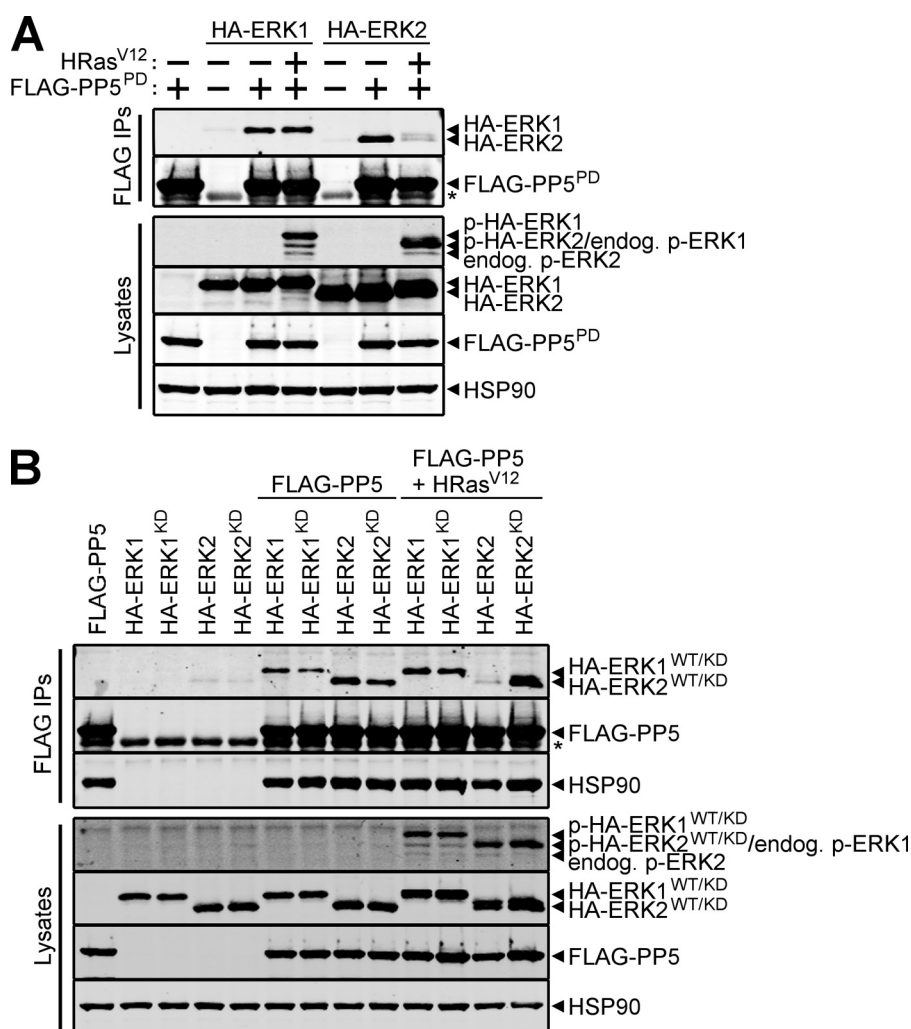 A
HA-ERK1 HA-ERK2
HRasV12 : − − − + − − +
FLAG-PP5PD : + − + + − + +
FLAG IPs
HA-ERK1
HA-ERK2
FLAG-PP5PD
*
Lysates
p-HA-ERK1
p-HA-ERK2/endog. p-ERK1
endog. p-ERK2
HA-ERK1
HA-ERK2
FLAG-PP5PD
HSP90
B
FLAG-PP5
FLAG-PP5
+ HRasV12
FLAG-PP5
HA-ERK1
HA-ERK1KD
HA-ERK2
HA-ERK2KD
HA-ERK1
HA-ERK1KD
HA-ERK2
HA-ERK2KD
HA-ERK1
HA-ERK1KD
HA-ERK2
HA-ERK2KD
FLAG IPs
HA-ERK1WT/KD
HA-ERK2WT/KD
FLAG-PP5
*
HSP90
Lysates
p-HA-ERK1WT/KD
p-HA-ERK2WT/KD/endog. p-ERK1
endog. p-ERK2
HA-ERK1WT/KD
HA-ERK2WT/KD
FLAG-PP5
HSP90